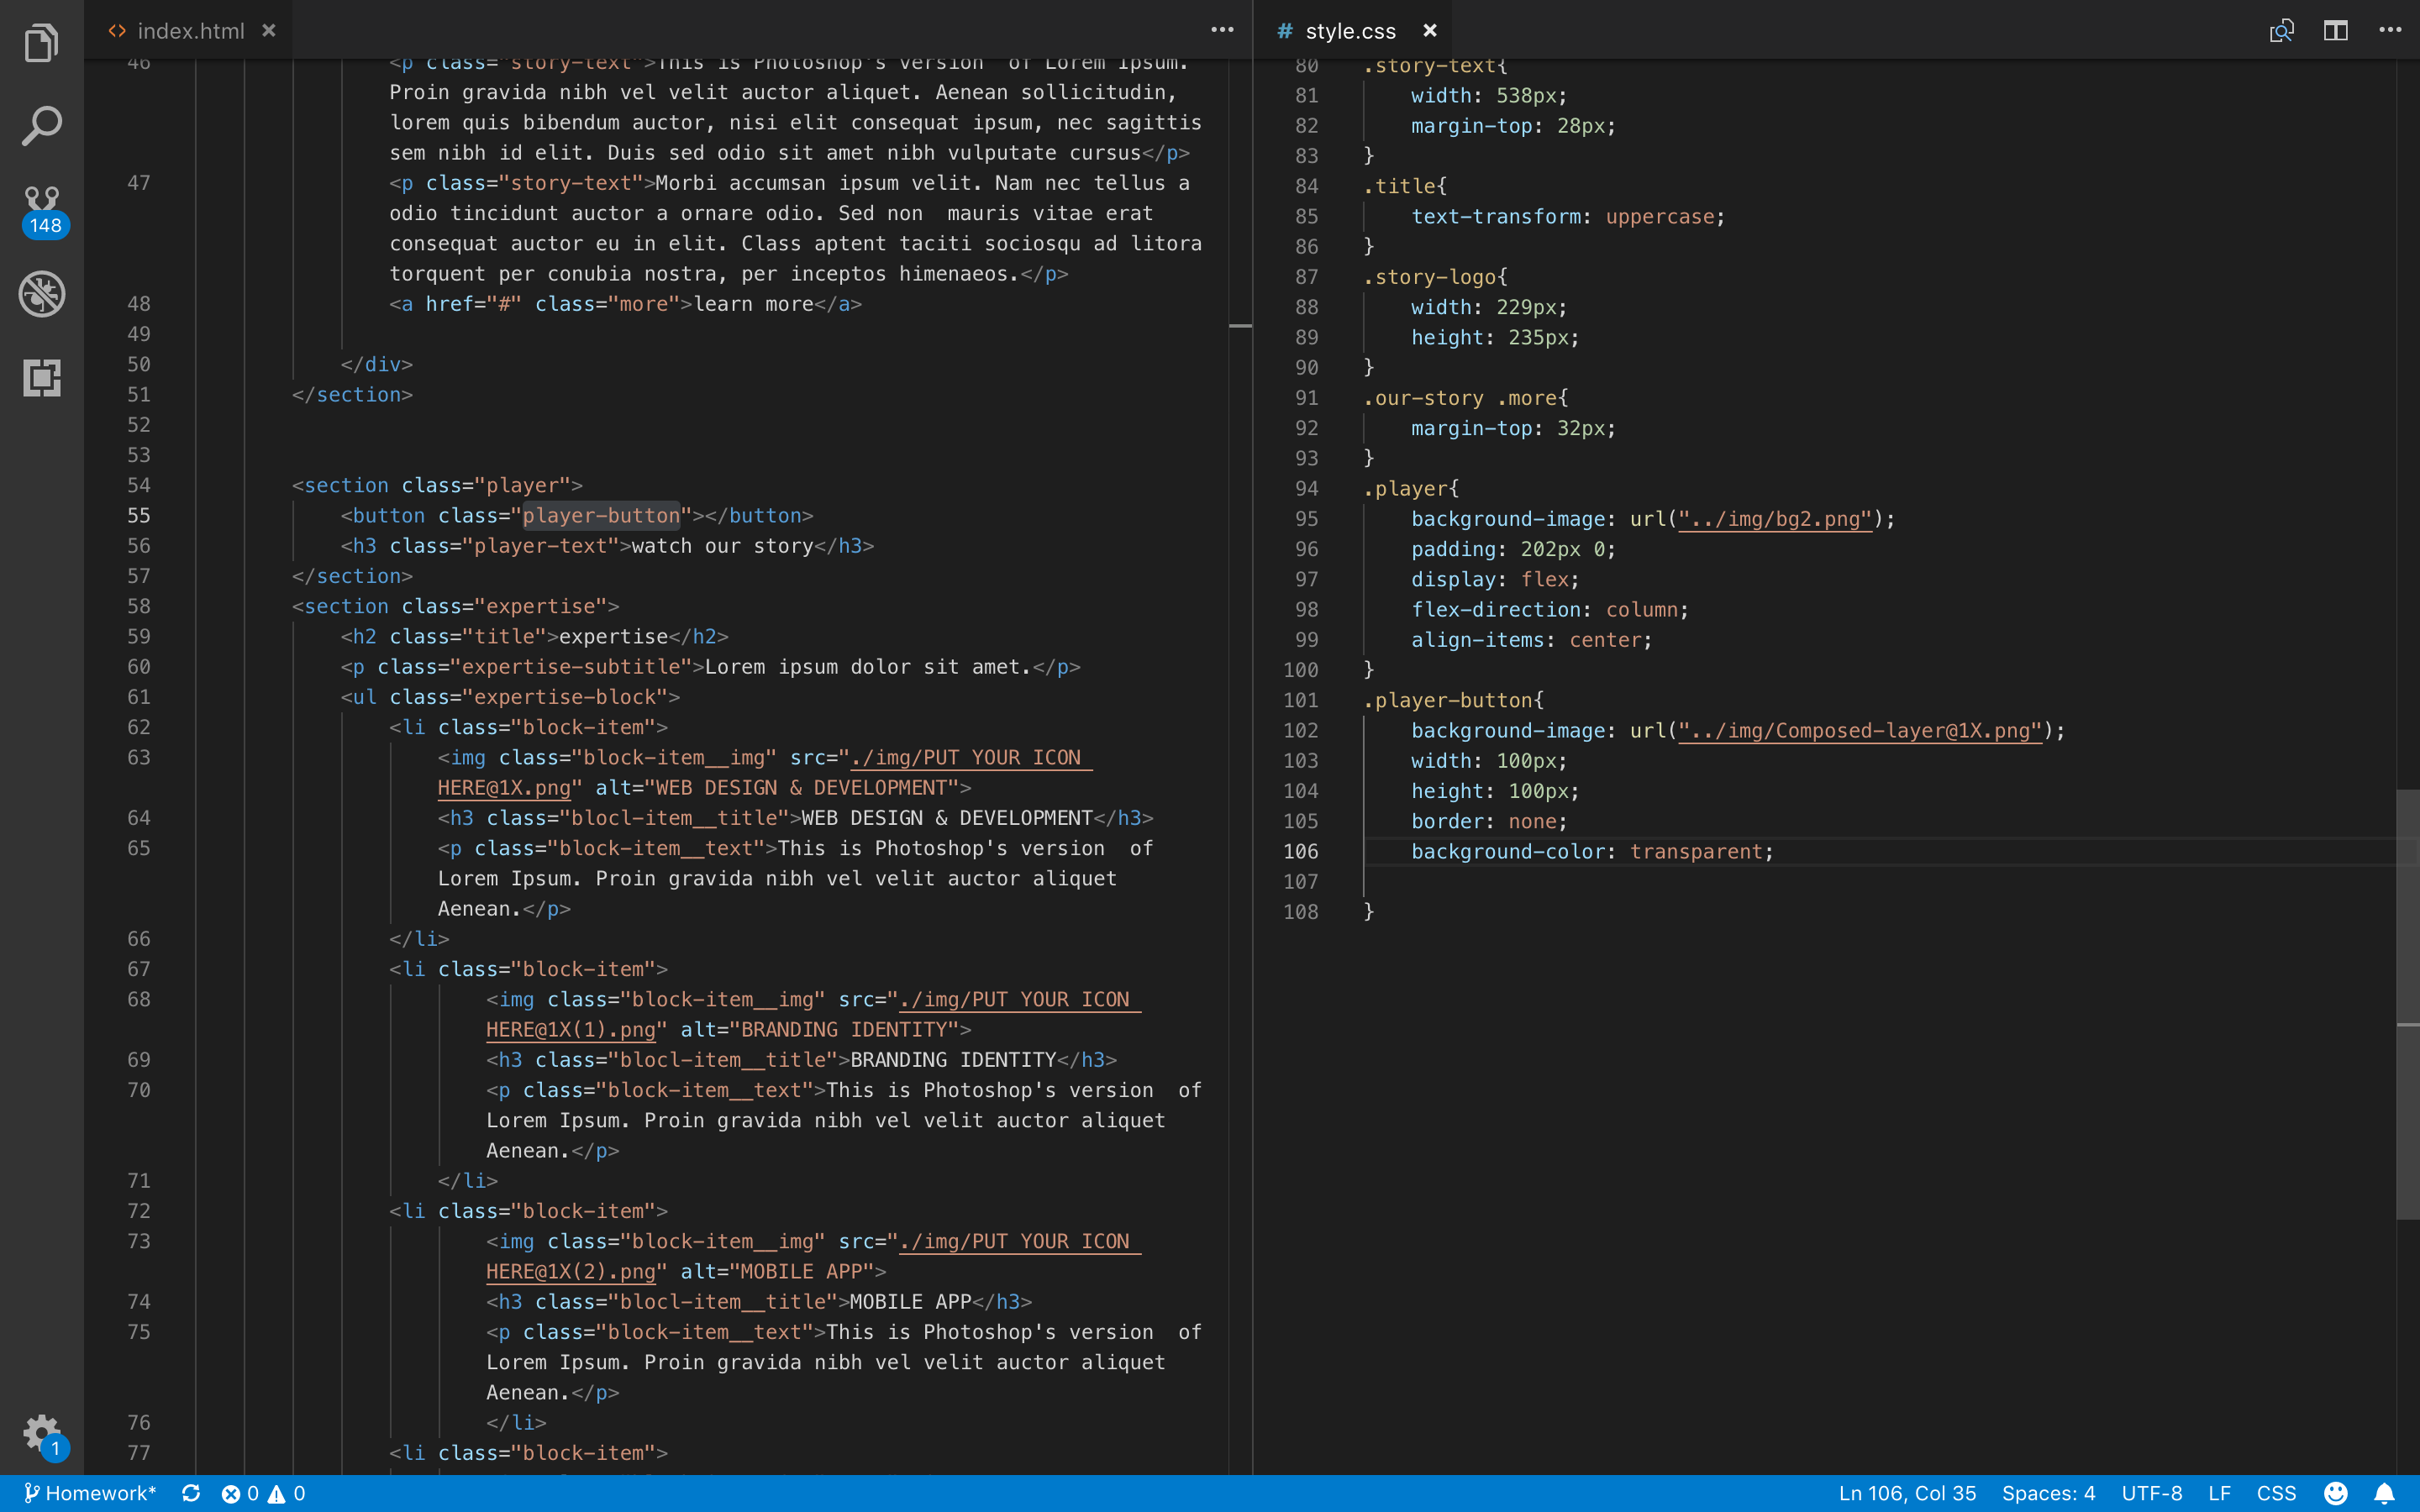 index.html
46 <p class="story-text">This is Photoshop's version  of Lorem Ipsum.
Proin gravida nibh vel velit auctor aliquet. Aenean sollicitudin,
lorem quis bibendum auctor, nisi elit consequat ipsum, nec sagittis
sem nibh id elit. Duis sed odio sit amet nibh vulputate cursus</p>
47 <p class="story-text">Morbi accumsan ipsum velit. Nam nec tellus a
odio tincidunt auctor a ornare odio. Sed non  mauris vitae erat
consequat auctor eu in elit. Class aptent taciti sociosqu ad litora
torquent per conubia nostra, per inceptos himenaeos.</p>
48 <a href="#" class="more">learn more</a>
49
50 </div>
51 </section>
52
53
54 <section class="player">
55 <button class="player-button"></button>
56 <h3 class="player-text">watch our story</h3>
57 </section>
58 <section class="expertise">
59 <h2 class="title">expertise</h2>
60 <p class="expertise-subtitle">Lorem ipsum dolor sit amet.</p>
61 <ul class="expertise-block">
62 <li class="block-item">
63 <img class="block-item__img" src="./img/PUT YOUR ICON
HERE@1X.png" alt="WEB DESIGN & DEVELOPMENT">
64 <h3 class="blocl-item__title">WEB DESIGN & DEVELOPMENT</h3>
65 <p class="block-item__text">This is Photoshop's version  of
Lorem Ipsum. Proin gravida nibh vel velit auctor aliquet
Aenean.</p>
66 </li>
67 <li class="block-item">
68 <img class="block-item__img" src="./img/PUT YOUR ICON
HERE@1X(1).png" alt="BRANDING IDENTITY">
69 <h3 class="blocl-item__title">BRANDING IDENTITY</h3>
70 <p class="block-item__text">This is Photoshop's version  of
Lorem Ipsum. Proin gravida nibh vel velit auctor aliquet
Aenean.</p>
71 </li>
72 <li class="block-item">
73 <img class="block-item__img" src="./img/PUT YOUR ICON
HERE@1X(2).png" alt="MOBILE APP">
74 <h3 class="blocl-item__title">MOBILE APP</h3>
75 <p class="block-item__text">This is Photoshop's version  of
Lorem Ipsum. Proin gravida nibh vel velit auctor aliquet
Aenean.</p>
76 </li>
77 <li class="block-item">
# style.css
80 .story-text{
81 width: 538px;
82 margin-top: 28px;
83 }
84 .title{
85 text-transform: uppercase;
86 }
87 .story-logo{
88 width: 229px;
89 height: 235px;
90 }
91 .our-story .more{
92 margin-top: 32px;
93 }
94 .player{
95 background-image: url("../img/bg2.png");
96 padding: 202px 0;
97 display: flex;
98 flex-direction: column;
99 align-items: center;
100 }
101 .player-button{
102 background-image: url("../img/Composed-layer@1X.png");
103 width: 100px;
104 height: 100px;
105 border: none;
106 background-color: transparent;
107
108 }
148
1
Homework* 0 0 Ln 106, Col 35 Spaces: 4 UTF-8 LF CSS